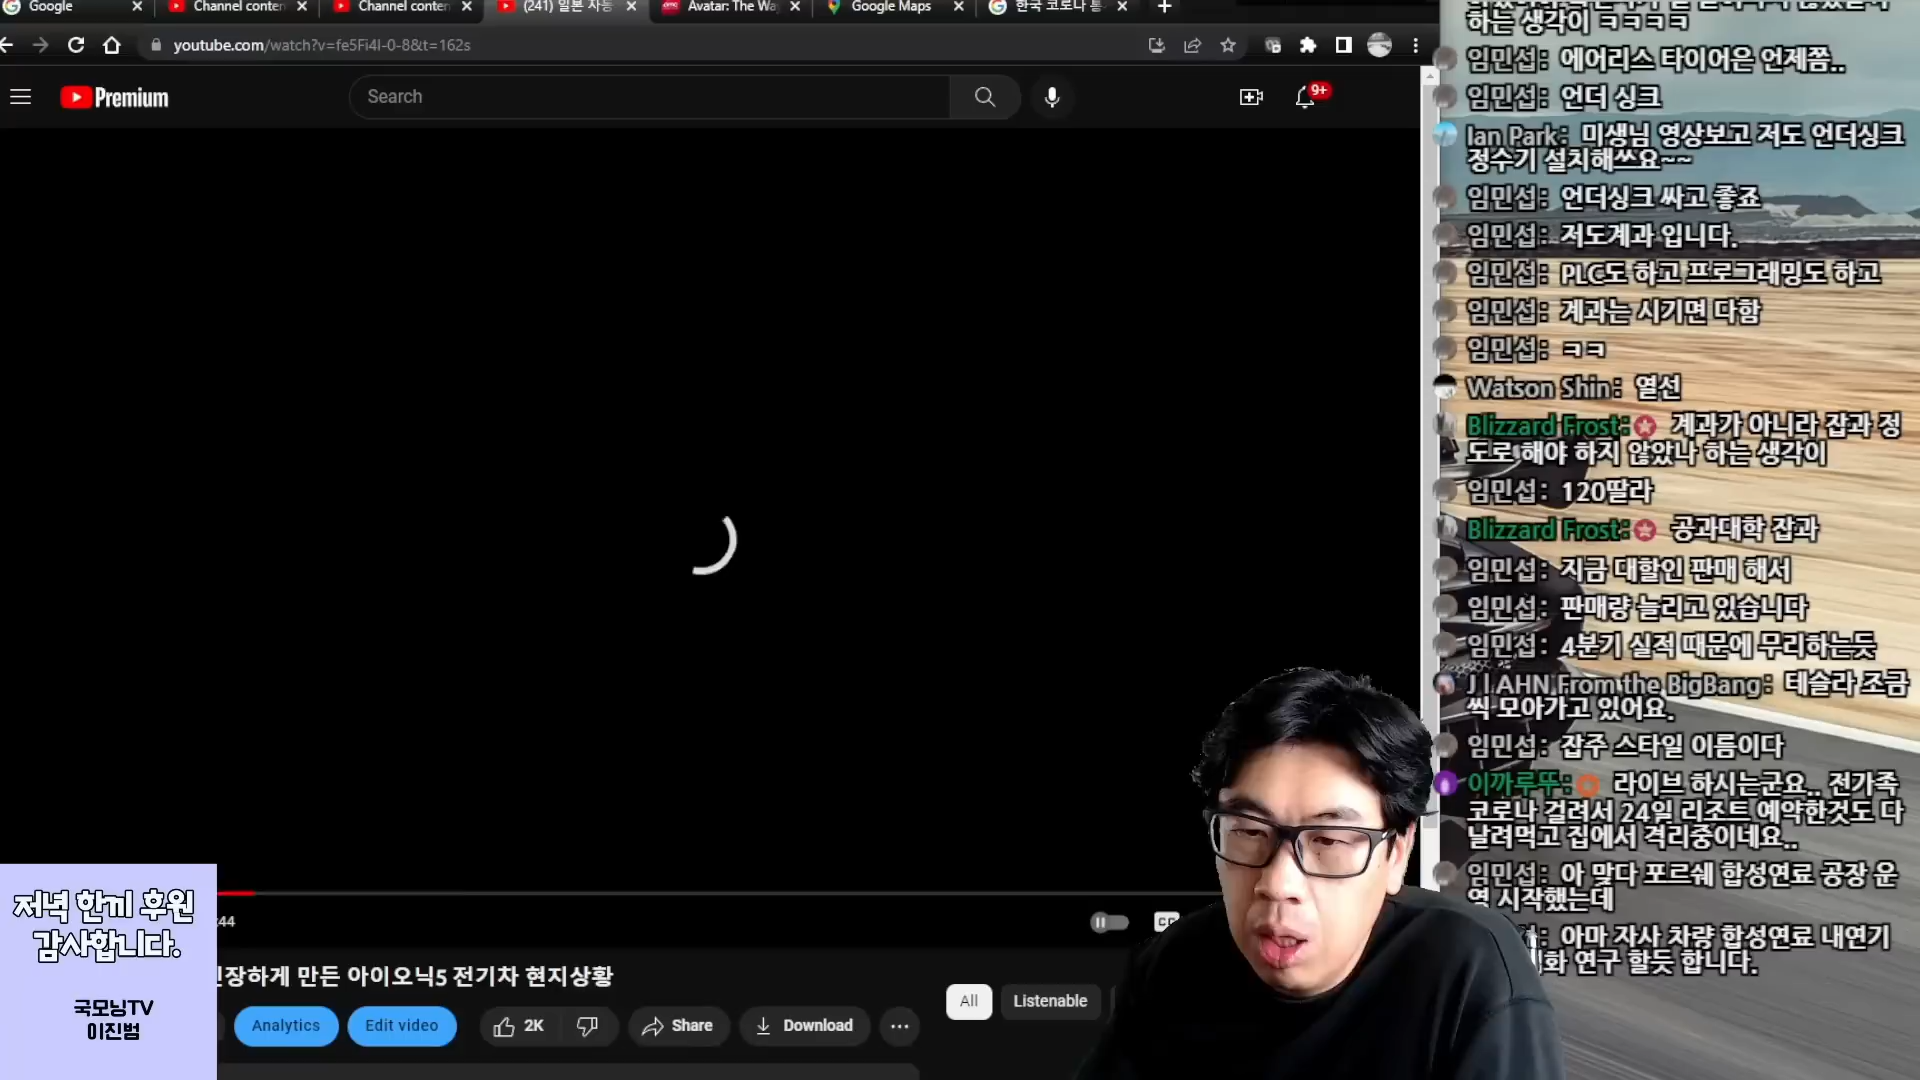 Google
Channel conten
Channel conten
(241) 일본 자동
Avatar: The Wa
Google Maps
한국 코로나 통
youtube.com/watch?v=fe5Fi4I-0-8&t=162s
Premium
Search
9+
하는 생각이 ㅋㅋㅋㅋ
임민섭: 에어리스 타이어은 언제쯤..
임민섭: 언더 싱크
Ian Park: 미생님 영상보고 저도 언더싱크
정수기 설치해쓰요~~
임민섭: 언더싱크 싸고 좋죠
임민섭: 저도계과 입니다.
임민섭: PLC도 하고 프로그래밍도 하고
임민섭: 계과는 시기면 다함
임민섭: ㅋㅋ
Watson Shin: 열선
Blizzard Frost: 계과가 아니라 잡과 정
도로 해야 하지 않았나 하는 생각이
임민섭: 120딸라
Blizzard Frost: 공과대학 잡과
임민섭: 지금 대할인 판매 해서
임민섭: 판매량 늘리고 있습니다
임민섭: 4분기 실적 때문에 무리하는듯
J I AHN From the BigBang: 테슬라 조금
씩 모아가고 있어요.
임민섭: 잡주 스타일 이름이다
이까루뚜: 라이브 하시는군요.. 전가족
코로나 걸려서 24일 리조트 예약한것도 다
날려먹고 집에서 격리중이네요..
임민섭: 아 맞다 포르쉐 합성연료 공장 운
영 시작했는데
: 아마 자사 차량 합성연료 내연기
화 연구 할듯 합니다.
:44
CC
저녁 한끼 후원
감사합니다.
국모닝TV
이진범
긴장하게 만든 아이오닉5 전기차 현지상황
Analytics
Edit video
2K
Share
Download
All
Listenable